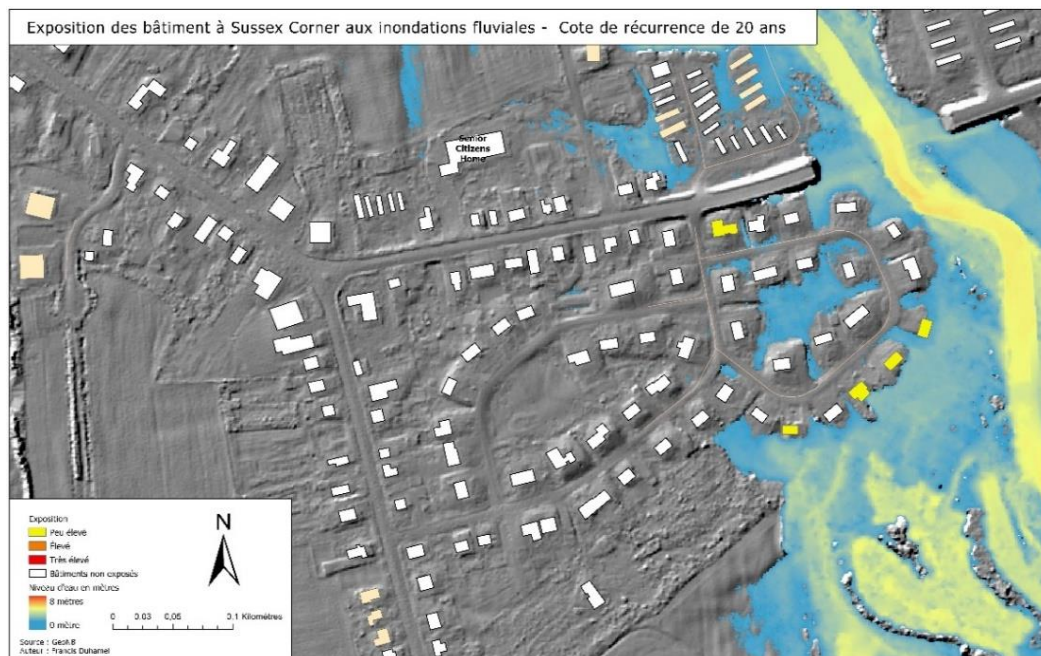 Exposition des bâtiment à Sussex Corner aux inondations fluviales - Cote de récurrence de 20 ans
Senior
Citizens
Home
Exposition
Peu élevé
Élevé
Très élevé
Bâtiments non exposés
Niveau d'eau en mètres
8 mètres
0 mètre
N
0 0,03 0,05 0,1 Kilomètres
Source : GeoNB
Auteur : Francis Duhamel